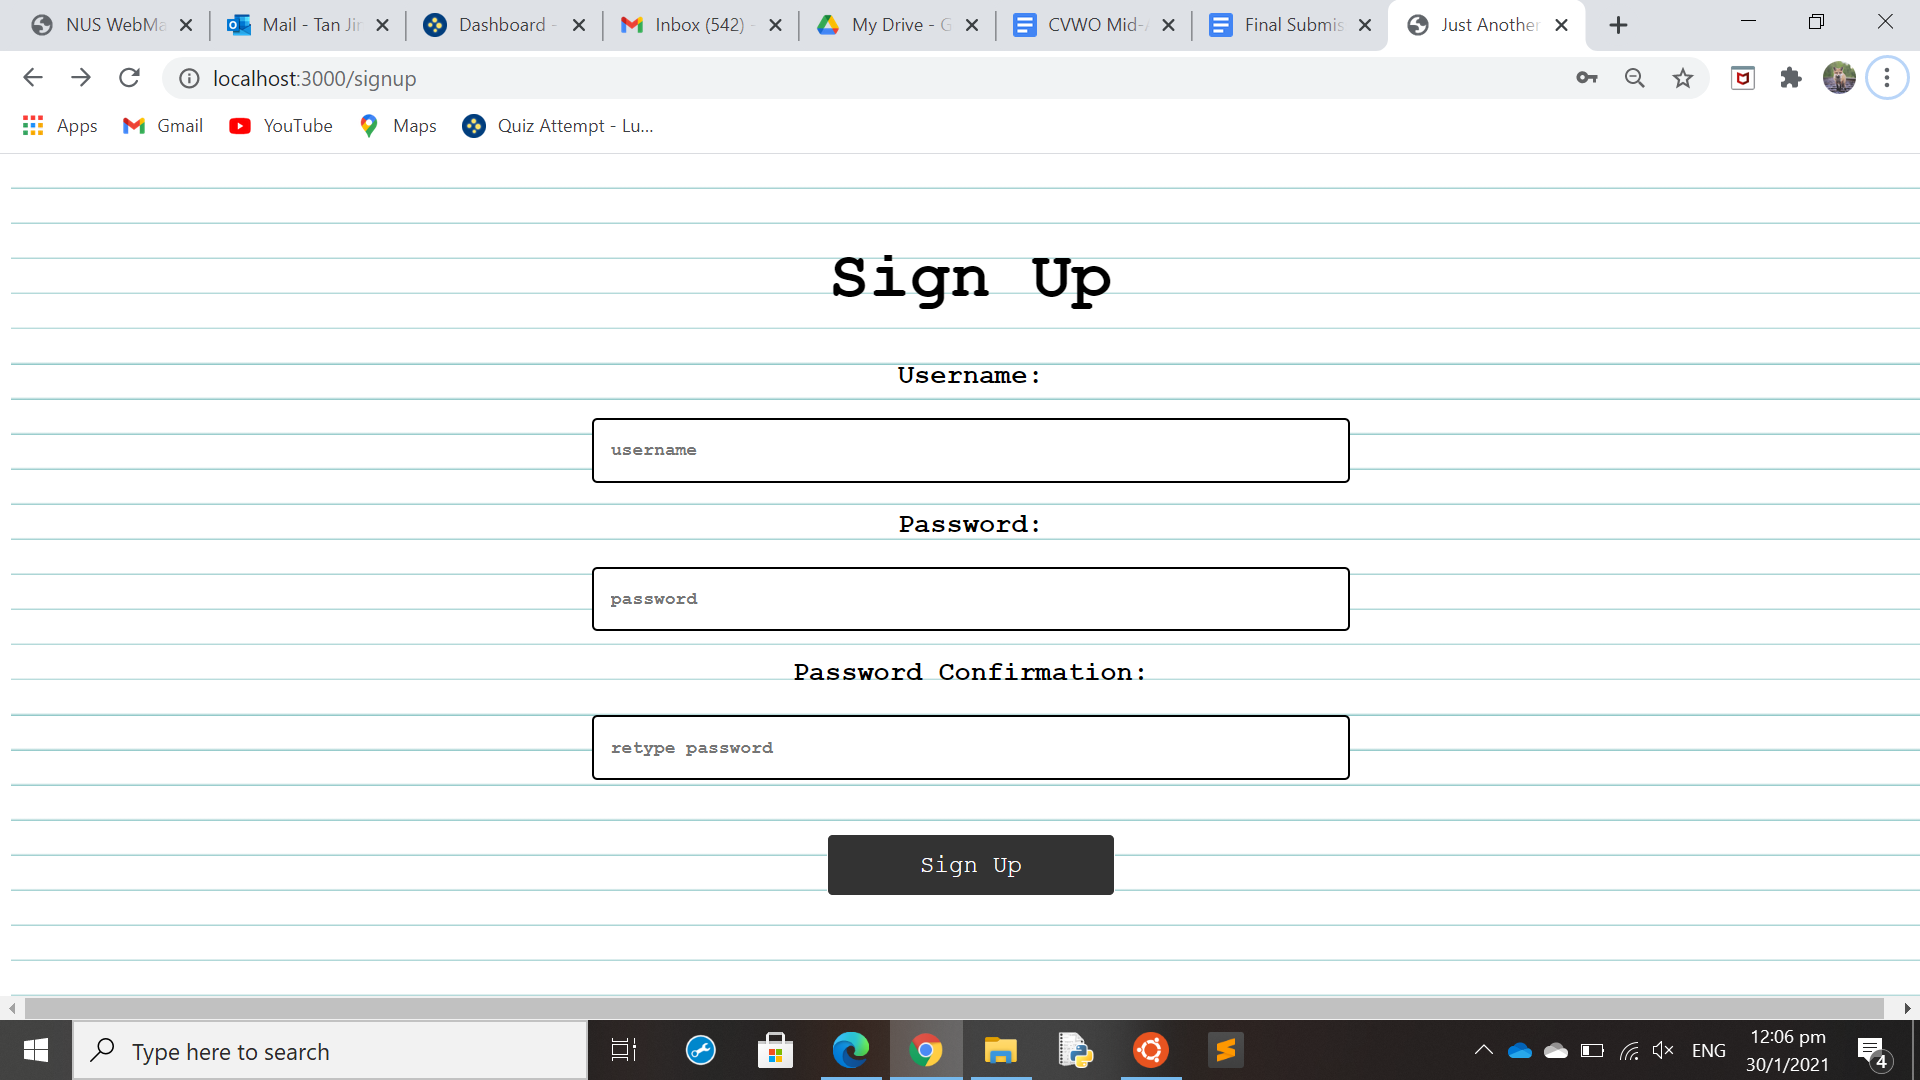 NUS WebMa
Mail - Tan Jir
Dashboard -
Inbox (542) -
My Drive - G
CVWO Mid-A
Final Submis
Just Another
localhost:3000/signup
Apps
Gmail
YouTube
Maps
Quiz Attempt - Lu...
Sign Up
Username:
username
Password:
password
Password Confirmation:
retype password
Sign Up
Type here to search
ENG
12:06 pm
30/1/2021
4